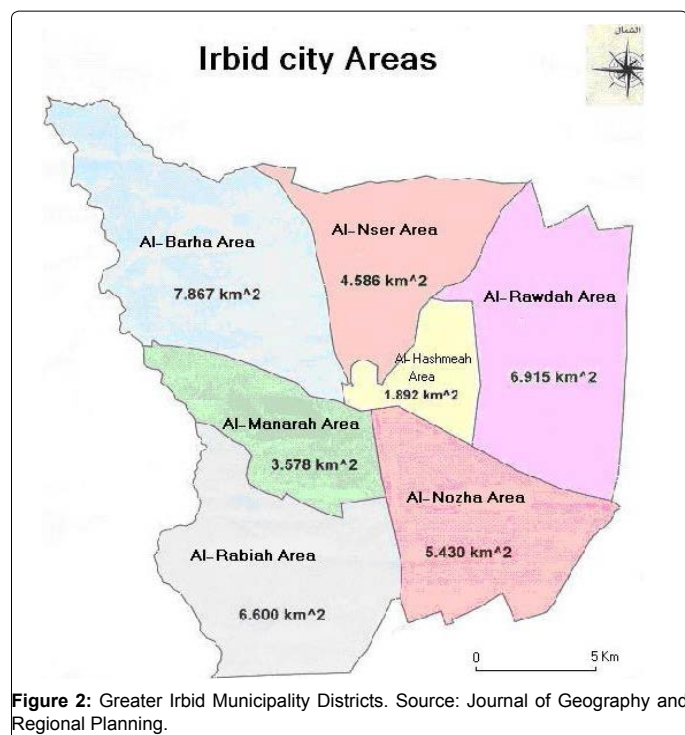 الشمال
Irbid city Areas
Al-Barha Area
7.867 km^2
Al-Nser Area
4.586 km^2
Al-Rawdah Area
6.915 km^2
Al-Hashmeah
Area
1.892 km^2
Al-Manarah Area
3.578 km^2
Al-Nozha Area
5.430 km^2
Al-Rabiah Area
6.600 km^2
0 5 Km
Figure 2: Greater Irbid Municipality Districts. Source: Journal of Geography and
Regional Planning.